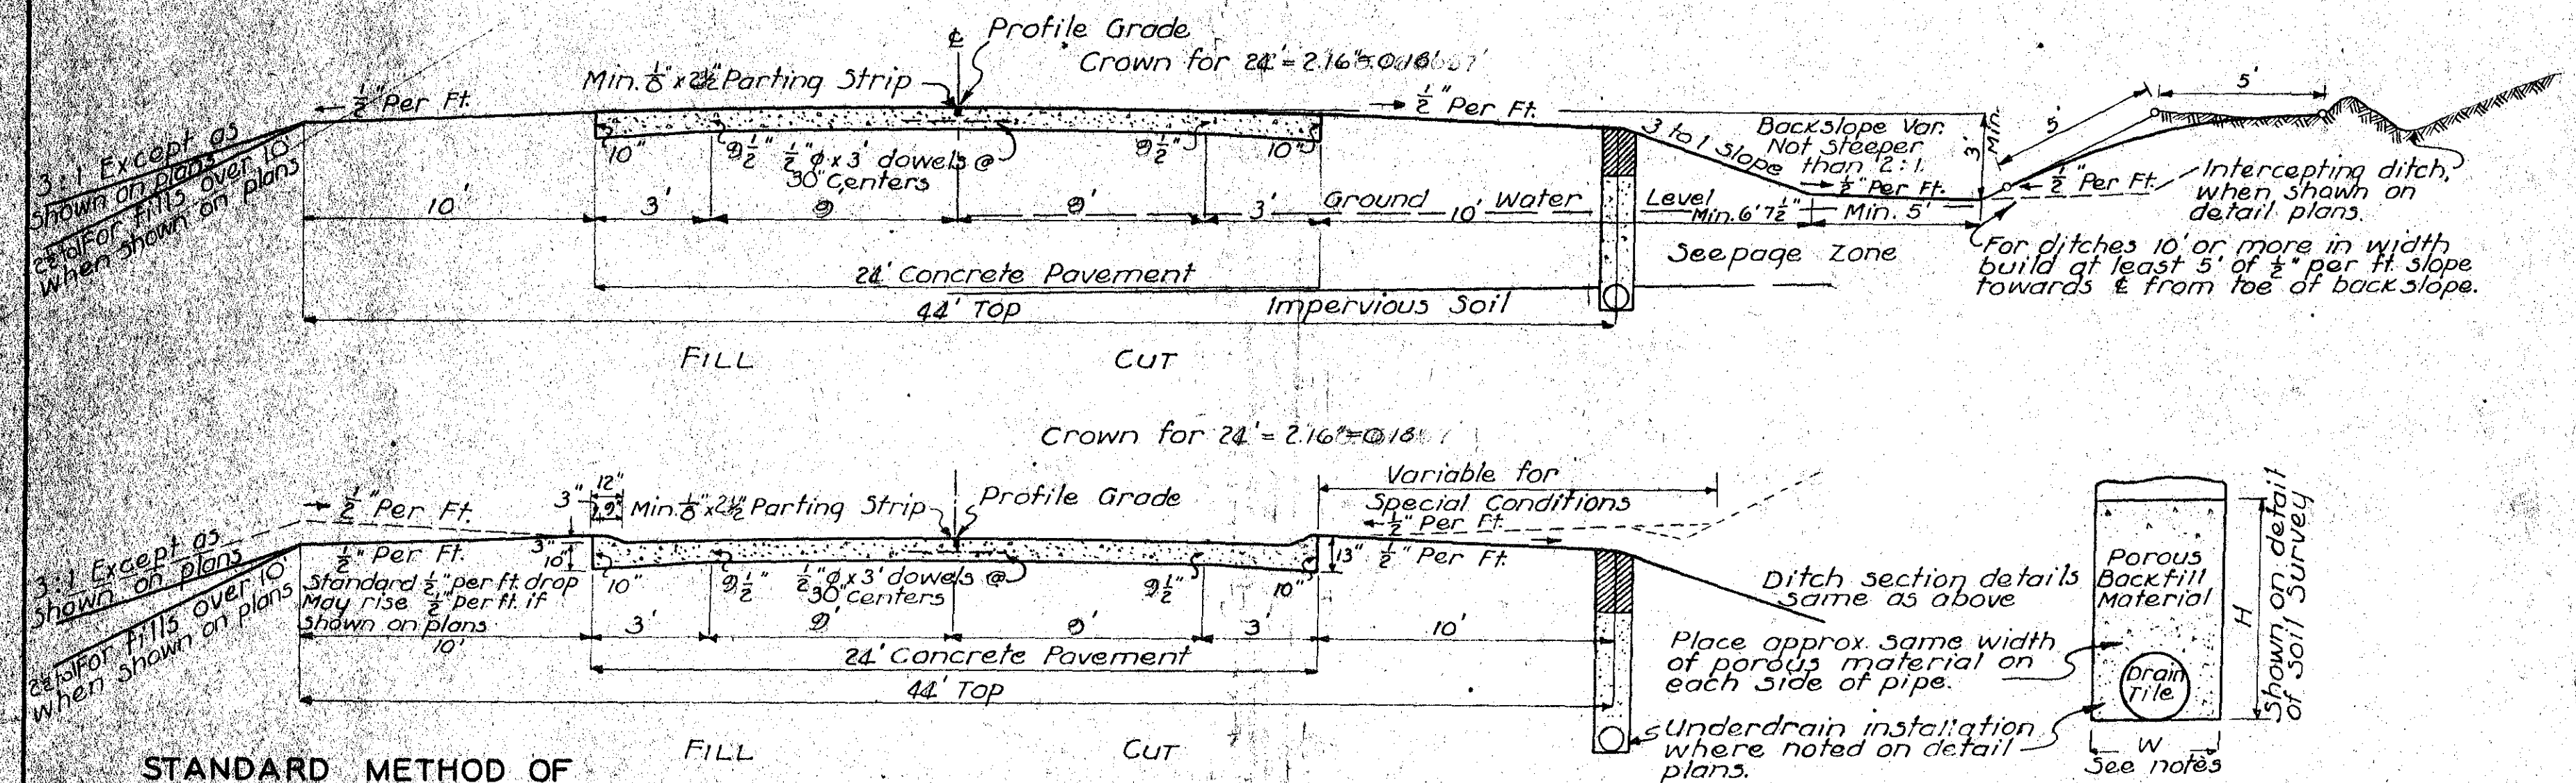 ℄ Profile Grade
Crown for 24' = 2.16"=0.18'
Min. 1/8" x 2 1/2" Parting Strip
1/2" Per Ft.
1/2" Per Ft.
5'
5'
3:1 Except as
shown on plans
2 1/2 to 1 For fills over 10'
when shown on plans
10" 9 1/2" 1/2"φ x 3' dowels @
30" Centers
9 1/2" 10"
3 to 1 slope
Backslope Var.
Not steeper
than 2:1.
3' Min.
1/2" Per Ft.
1/2" Per Ft.
Intercepting ditch,
when shown on
detail plans.
10' 3' 9' 9' 3' 10'
Ground Water Level
Min. 6' 7 1/2" Min. 5'
Seepage Zone
For ditches 10' or more in width
build at least 5' of 1/2" per ft. slope
towards ℄ from toe of backslope.
24' Concrete Pavement
44' Top
Impervious Soil
FILL CUT
Crown for 24' = 2.16"=0.18'
Variable for
Special Conditions
1/2" Per Ft.
1/2" Per Ft.
3" 12"
9"
Min. 1/8" x 2 1/2" Parting Strip
Profile Grade
3:1 Except as
shown on plans
2 1/2 to 1 For fills over 10'
when shown on plans
1/2" Per Ft.
Standard 1/2" per ft. drop
May rise 1/2" per ft. if
shown on plans
3"
10"
10" 9 1/2" 1/2"φ x 3' dowels @
30" Centers
9 1/2" 10"
13" 1/2" Per Ft.
10' 3' 9' 9' 3' 10'
24' Concrete Pavement
44' Top
Ditch section details
same as above
Place approx. same width
of porous material on
each side of pipe.
Underdrain installation
where noted on detail
plans.
Porous
Backfill
Material
Drain
Tile
H
Shown on detail
of soil survey
W
See notes
FILL CUT
STANDARD METHOD OF